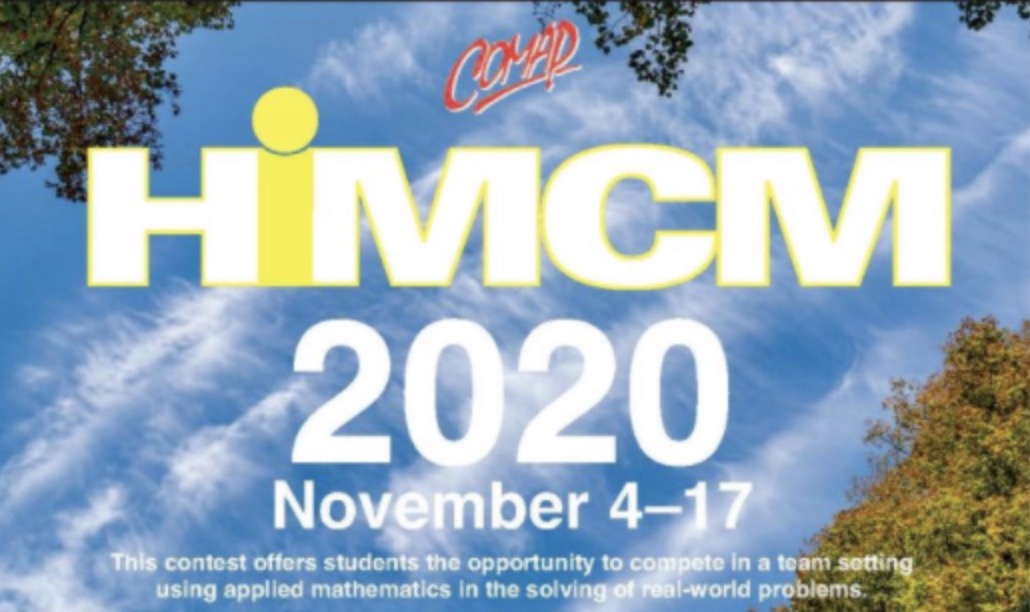 COMAP
HiMCM
2020
November 4–17
This contest offers students the opportunity to compete in a team setting
using applied mathematics in the solving of real-world problems.